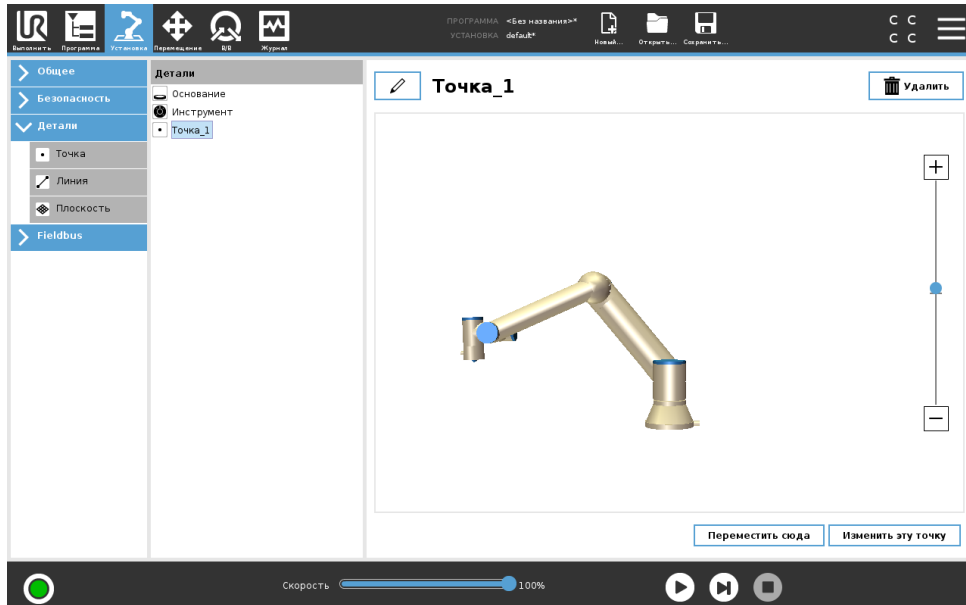 UR
Выполнить
Программа
Установка
Перемещение
В/В
Журнал
ПРОГРАММА <Без названия>*
УСТАНОВКА default*
Новый...
Открыть...
Сохранить...
C C
C C
Общее
Безопасность
Детали
Точка
Линия
Плоскость
Fieldbus
Детали
Основание
Инструмент
Точка_1
Точка_1
Удалить
Переместить сюда
Изменить эту точку
Скорость
100%